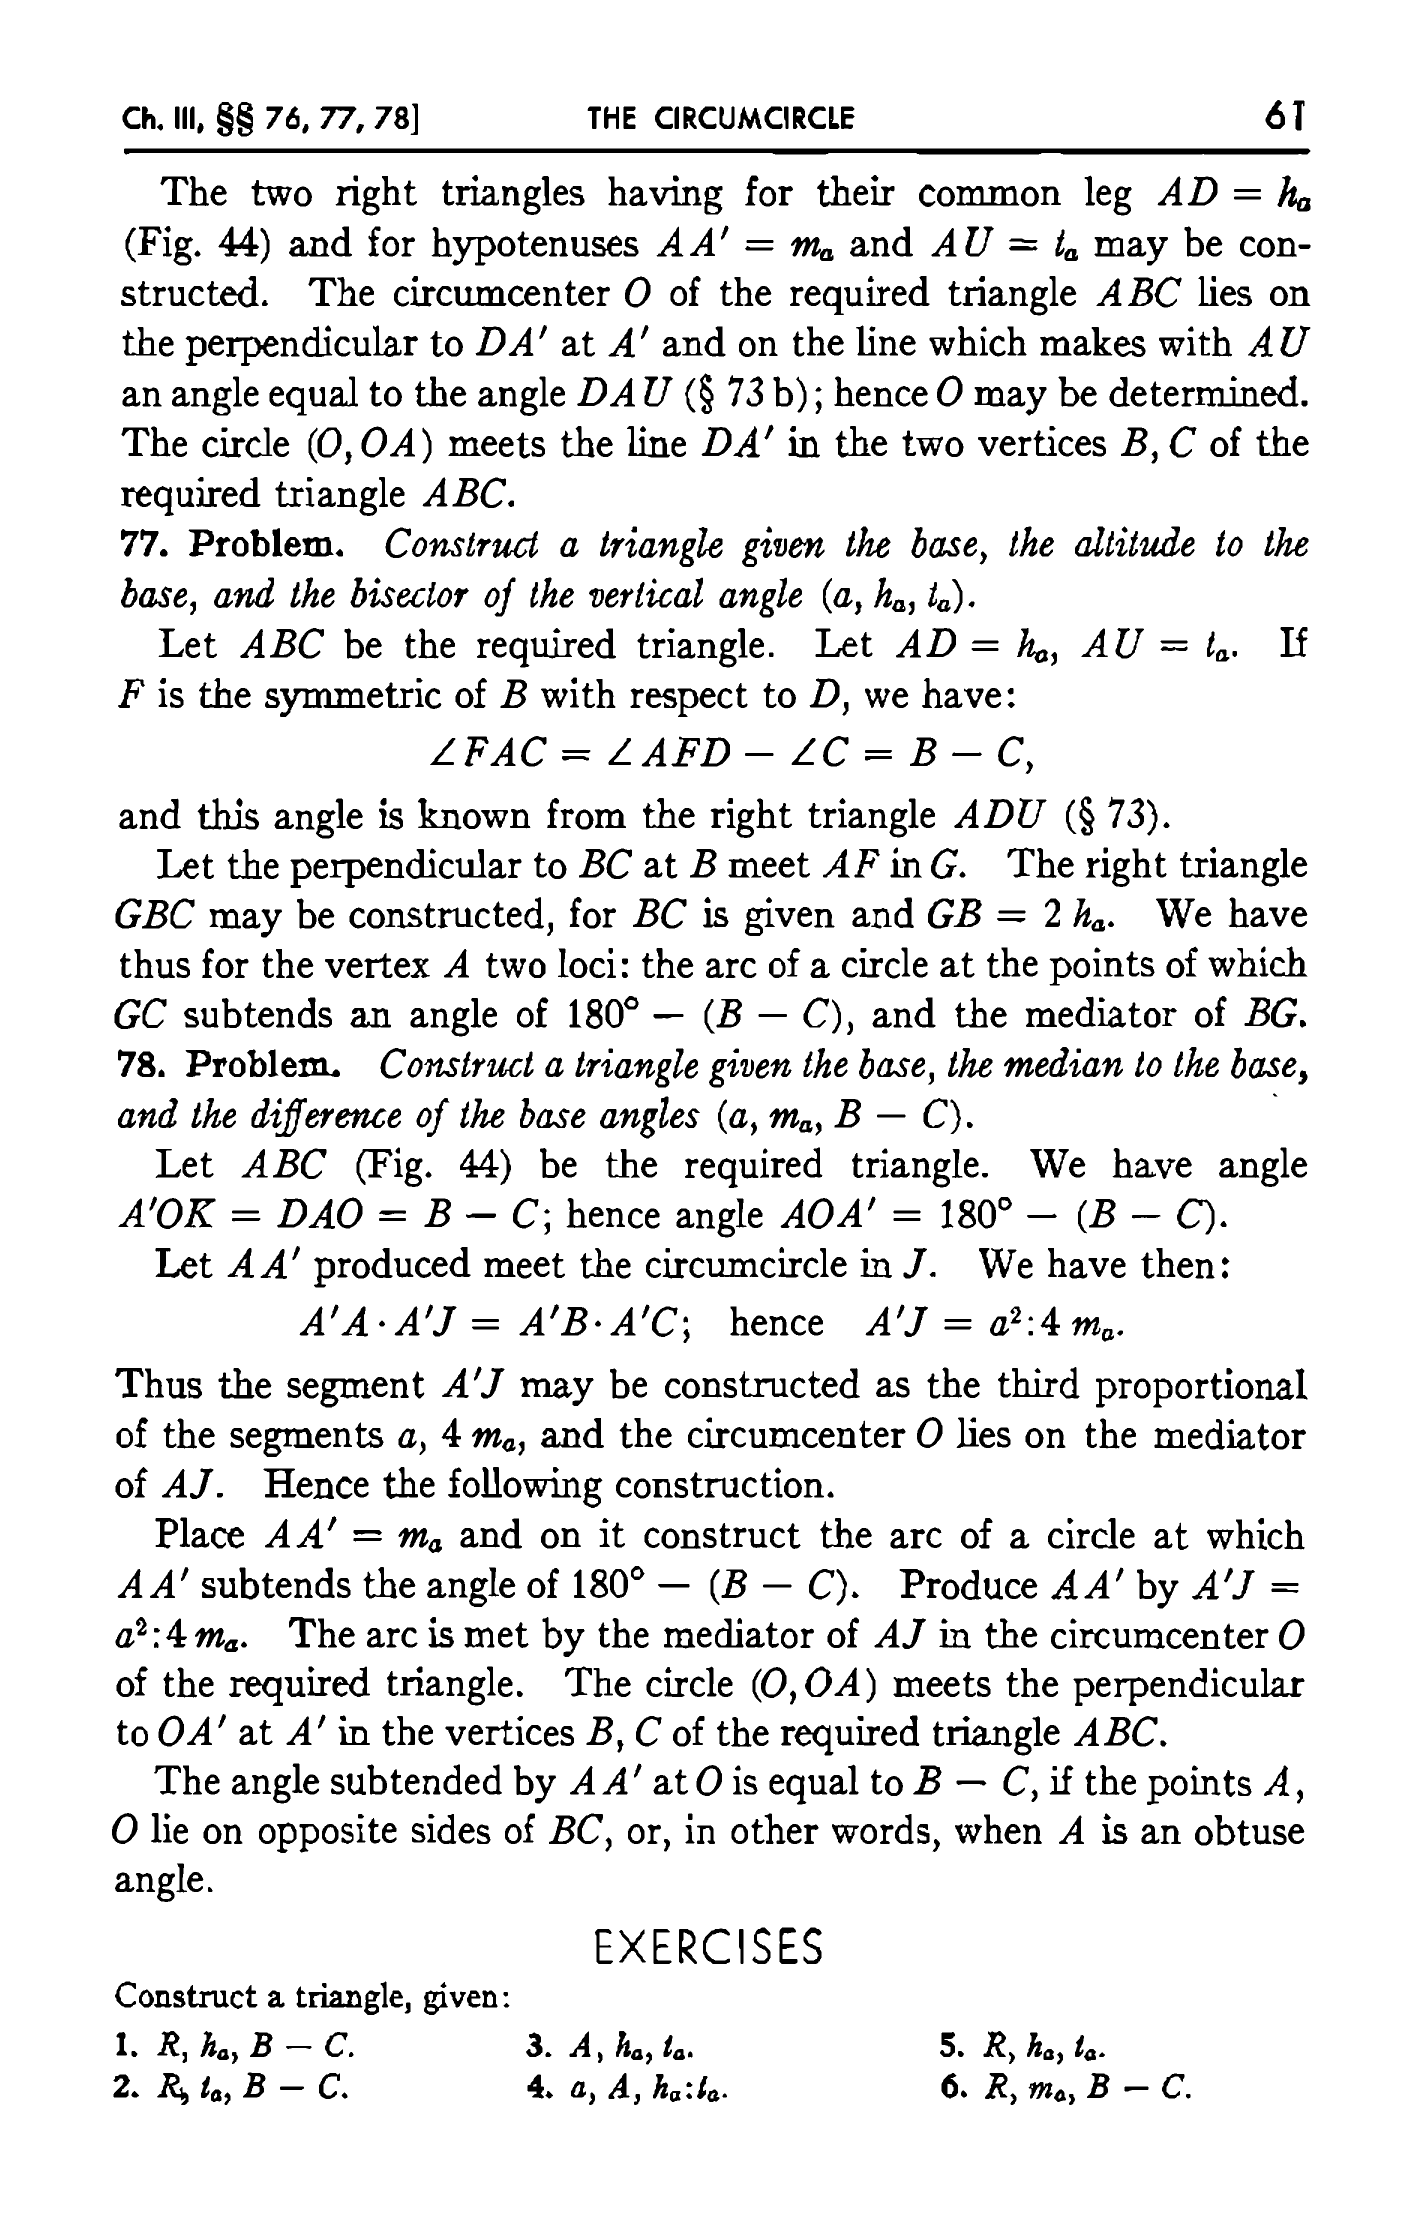 Ch. III, §§ 76, 77, 78] THE CIRCUMCIRCLE 61
The two right triangles having for their common leg AD = hₐ
(Fig. 44) and for hypotenuses AA′ = mₐ and AU = tₐ may be con-
structed. The circumcenter O of the required triangle ABC lies on
the perpendicular to DA′ at A′ and on the line which makes with AU
an angle equal to the angle DAU (§ 73 b); hence O may be determined.
The circle (O, OA) meets the line DA′ in the two vertices B, C of the
required triangle ABC.
77. Problem. Construct a triangle given the base, the altitude to the
base, and the bisector of the vertical angle (a, hₐ, tₐ).
Let ABC be the required triangle. Let AD = hₐ, AU = tₐ. If
F is the symmetric of B with respect to D, we have:
∠FAC = ∠AFD − ∠C = B − C,
and this angle is known from the right triangle ADU (§ 73).
Let the perpendicular to BC at B meet AF in G. The right triangle
GBC may be constructed, for BC is given and GB = 2 hₐ. We have
thus for the vertex A two loci: the arc of a circle at the points of which
GC subtends an angle of 180° − (B − C), and the mediator of BG.
78. Problem. Construct a triangle given the base, the median to the base,
and the difference of the base angles (a, mₐ, B − C).
Let ABC (Fig. 44) be the required triangle. We have angle
A′OK = DAO = B − C; hence angle AOA′ = 180° − (B − C).
Let AA′ produced meet the circumcircle in J. We have then:
A′A · A′J = A′B · A′C; hence A′J = a²:4 mₐ.
Thus the segment A′J may be constructed as the third proportional
of the segments a, 4 mₐ, and the circumcenter O lies on the mediator
of AJ. Hence the following construction.
Place AA′ = mₐ and on it construct the arc of a circle at which
AA′ subtends the angle of 180° − (B − C). Produce AA′ by A′J =
a²:4 mₐ. The arc is met by the mediator of AJ in the circumcenter O
of the required triangle. The circle (O, OA) meets the perpendicular
to OA′ at A′ in the vertices B, C of the required triangle ABC.
The angle subtended by AA′ at O is equal to B − C, if the points A,
O lie on opposite sides of BC, or, in other words, when A is an obtuse
angle.
EXERCISES
Construct a triangle, given:
1. R, hₐ, B − C. 3. A, hₐ, tₐ. 5. R, hₐ, tₐ.
2. R, tₐ, B − C. 4. a, A, hₐ:tₐ. 6. R, mₐ, B − C.